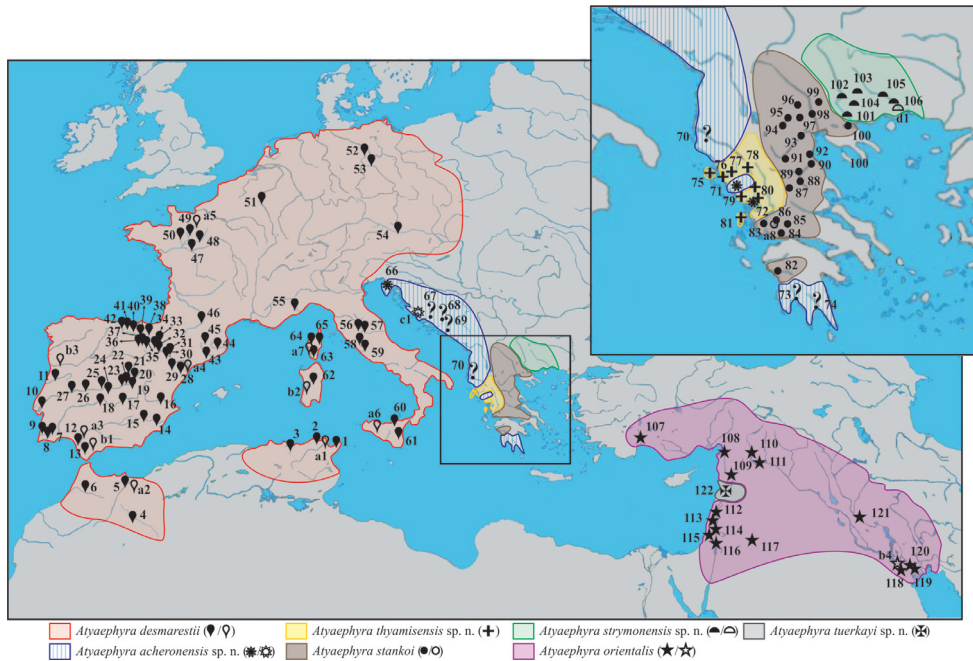 102 103 105
99
96 104 106
95 98 101 d1
94 97 100
70 ? 93
92 100
76 77 78 91 90
75 71 89 88
79 80 87
81 72 86
83 a8 84 85
82
73 ? ? 74
52
53
51
49 a5
50 48
47
54
66
55
c1 67 ? ? 68
? 69
70 ?
39
41 40 38
42 34 33
37 32
36 35 31
30
46
45
44
43
29 28 a4
56 57
58 59
64 65
a7 63
b2 62
b3
11
10
22 21
24 23 20
25 19
27 26 18 17 16
15 14
9 8
12 a3
13 b1
a6 60
61
3 2 1
a1
6 5 a2
4
107 108 110
109 111
122
112
113 114
115 116 117
121
b4 120
118 119
Atyaephyra desmarestii (/)
Atyaephyra thyamisensis sp. n. ()
Atyaephyra strymonensis sp. n. (/)
Atyaephyra tuerkayi sp. n. ()
Atyaephyra acheronensis sp. n. (/)
Atyaephyra stankoi (/)
Atyaephyra orientalis (/)